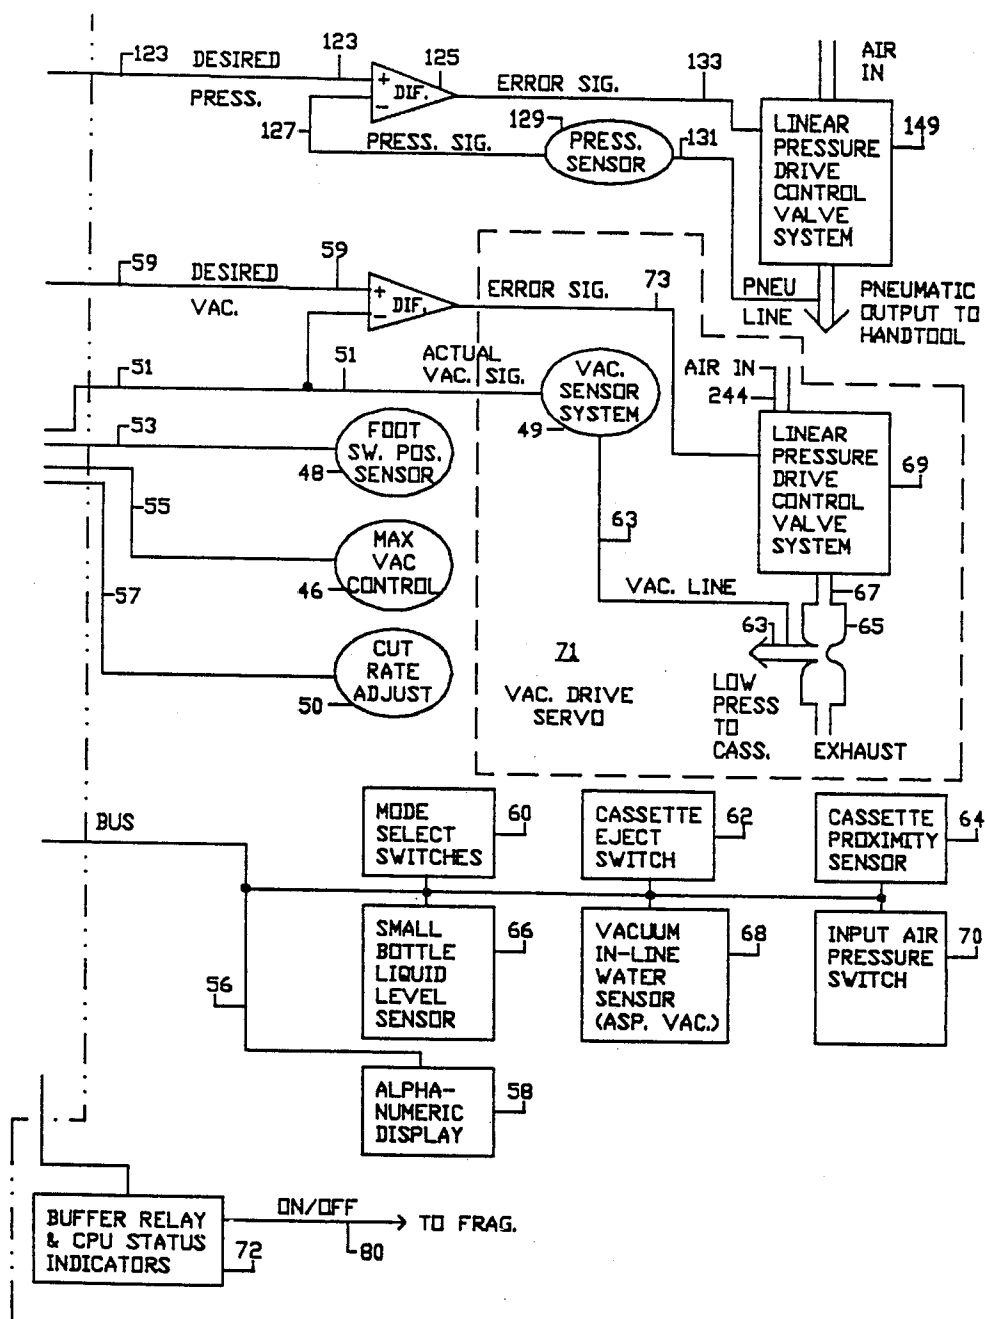 123
DESIRED
PRESS.
123
+
−
DIF.
125
ERROR SIG.
133
AIR
IN
127
PRESS. SIG.
129
PRESS.
SENSOR
131
LINEAR
PRESSURE
DRIVE
CONTROL
VALVE
SYSTEM
149
59
DESIRED
VAC.
59
+
−
DIF.
ERROR SIG.
73
PNEU
LINE
PNEUMATIC
OUTPUT TO
HANDTOOL
51
51
ACTUAL
VAC. SIG.
VAC.
SENSOR
SYSTEM
49
AIR IN
244
53
FOOT
SW. POS.
SENSOR
48
LINEAR
PRESSURE
DRIVE
CONTROL
VALVE
SYSTEM
69
55
MAX
VAC
CONTROL
46
63
VAC. LINE
67
65
63
57
CUT
RATE
ADJUST
50
71
VAC. DRIVE
SERVO
LOW
PRESS
TO
CASS.
EXHAUST
BUS
MODE
SELECT
SWITCHES
60
CASSETTE
EJECT
SWITCH
62
CASSETTE
PROXIMITY
SENSOR
64
SMALL
BOTTLE
LIQUID
LEVEL
SENSOR
66
VACUUM
IN-LINE
WATER
SENSOR
(ASP. VAC.)
68
INPUT AIR
PRESSURE
SWITCH
70
56
ALPHA-
NUMERIC
DISPLAY
58
BUFFER RELAY
& CPU STATUS
INDICATORS
72
ON/OFF
80
TO FRAG.